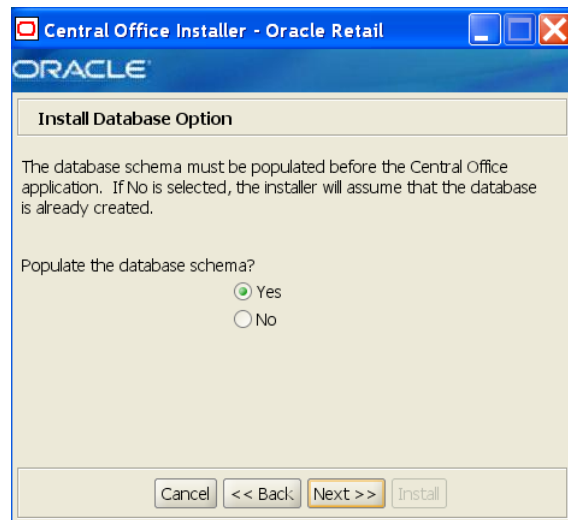 Central Office Installer - Oracle Retail
ORACLE
Install Database Option
The database schema must be populated before the Central Office
application. If No is selected, the installer will assume that the database
is already created.
Populate the database schema?
Yes
No
Cancel << Back Next >> Install